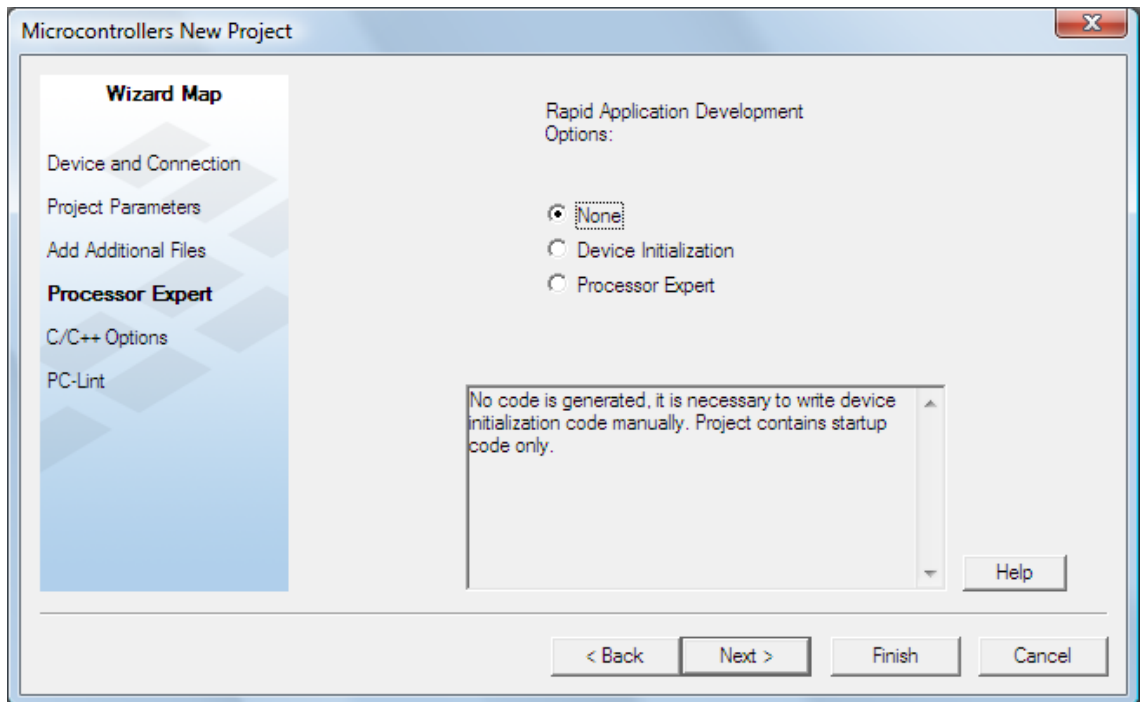 Microcontrollers New Project
X
Wizard Map
Device and Connection
Project Parameters
Add Additional Files
Processor Expert
C/C++ Options
PC-Lint
Rapid Application Development
Options:
None
Device Initialization
Processor Expert
No code is generated, it is necessary to write device
initialization code manually. Project contains startup
code only.
Help
< Back
Next >
Finish
Cancel